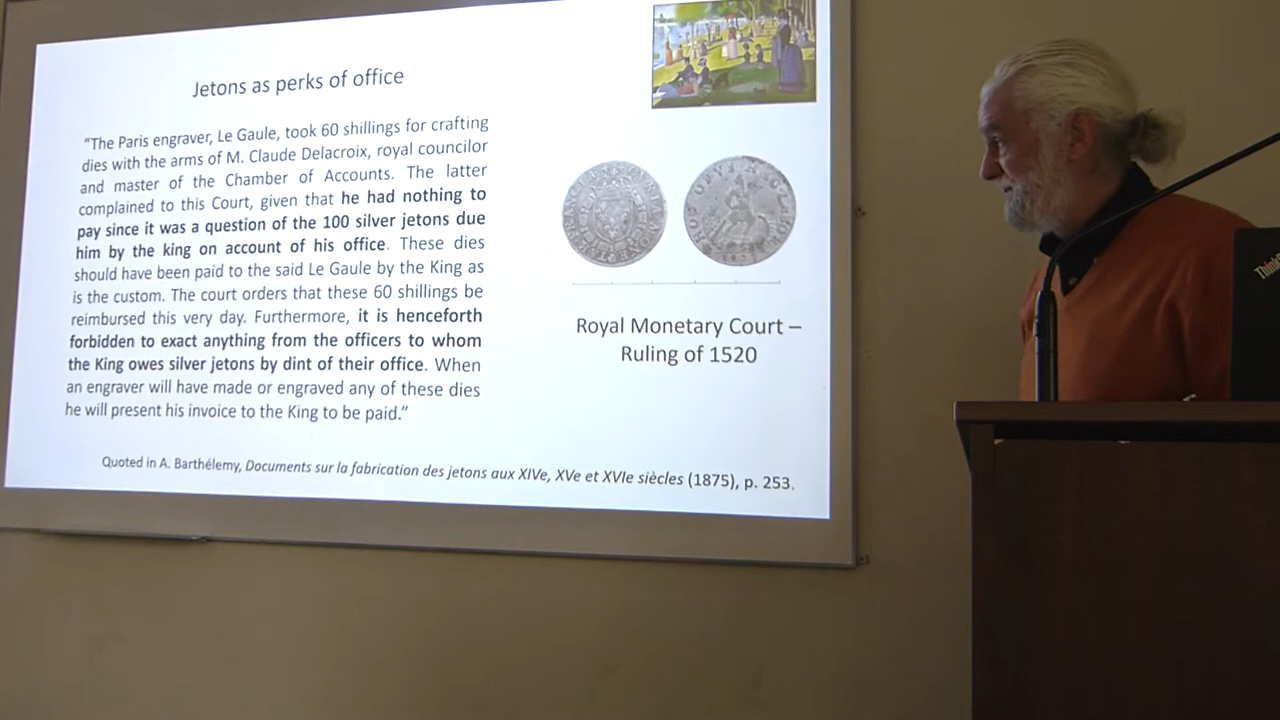 Jetons as perks of office
“The Paris engraver, Le Gaule, took 60 shillings for crafting
dies with the arms of M. Claude Delacroix, royal councilor
and master of the Chamber of Accounts. The latter
complained to this Court, given that he had nothing to
pay since it was a question of the 100 silver jetons due
him by the king on account of his office. These dies
should have been paid to the said Le Gaule by the King as
is the custom. The court orders that these 60 shillings be
reimbursed this very day. Furthermore, it is henceforth
forbidden to exact anything from the officers to whom
the King owes silver jetons by dint of their office. When
an engraver will have made or engraved any of these dies
he will present his invoice to the King to be paid.”
Royal Monetary Court –
Ruling of 1520
Quoted in A. Barthélemy, Documents sur la fabrication des jetons aux XIVe, XVe et XVIe siècles (1875), p. 253.